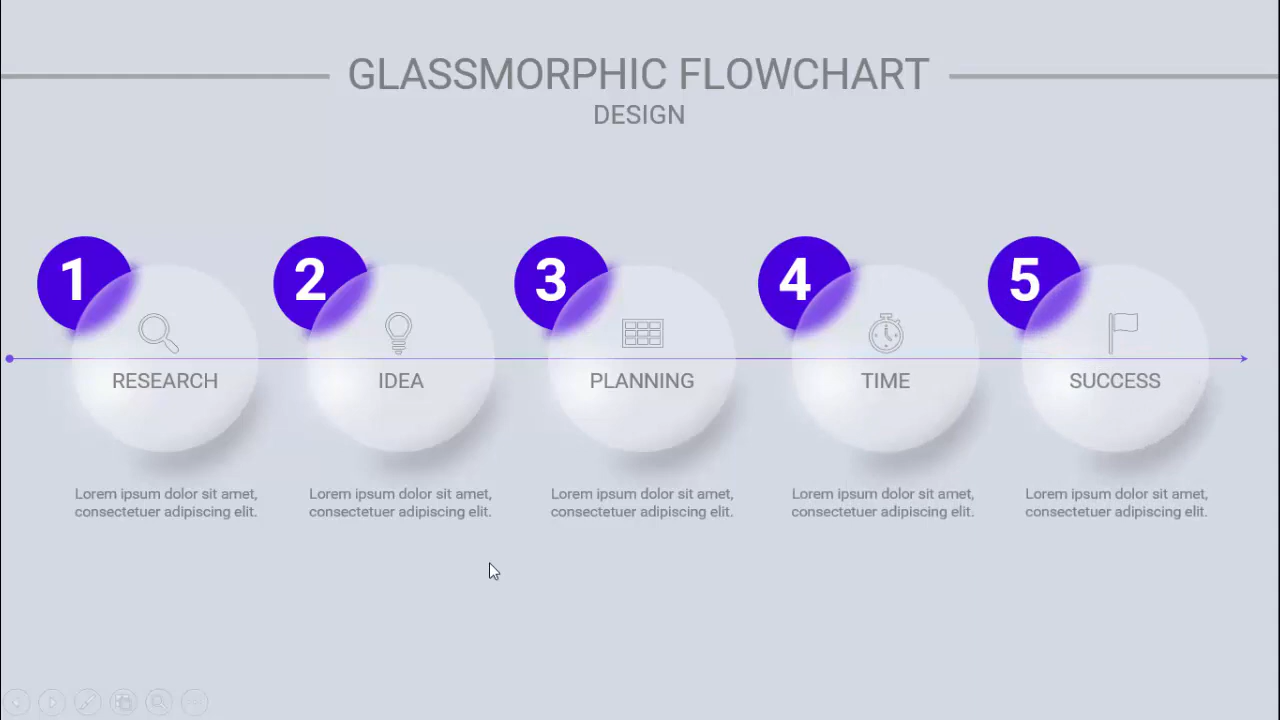 GLASSMORPHIC FLOWCHART
DESIGN
1
RESEARCH
Lorem ipsum dolor sit amet,
consectetuer adipiscing elit.
2
IDEA
Lorem ipsum dolor sit amet,
consectetuer adipiscing elit.
3
PLANNING
Lorem ipsum dolor sit amet,
consectetuer adipiscing elit.
4
TIME
Lorem ipsum dolor sit amet,
consectetuer adipiscing elit.
5
SUCCESS
Lorem ipsum dolor sit amet,
consectetuer adipiscing elit.